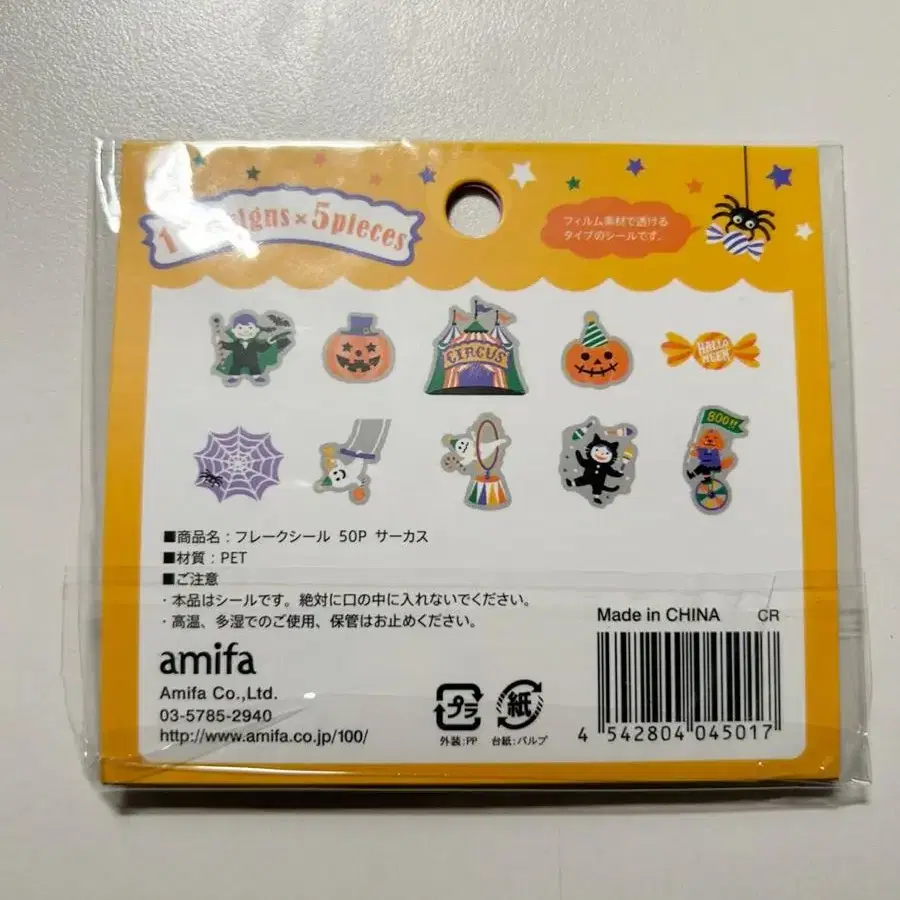 × 5pieces
フィルム素材で透ける
タイプのシールです。
CIRCUS
HALLO
WEEN
BOO!!
■商品名：フレークシール 50P サーカス
■材質：PET
■ご注意
・本品はシールです。絶対に口の中に入れないでください。
・高温、多湿でのご使用、保管はお止めください。
Made in CHINA CR
amifa
Amifa Co.,Ltd.
03-5785-2940
http://www.amifa.co.jp/100/
プラ
紙
外装：PP 台紙：パルプ
4 542804 045017